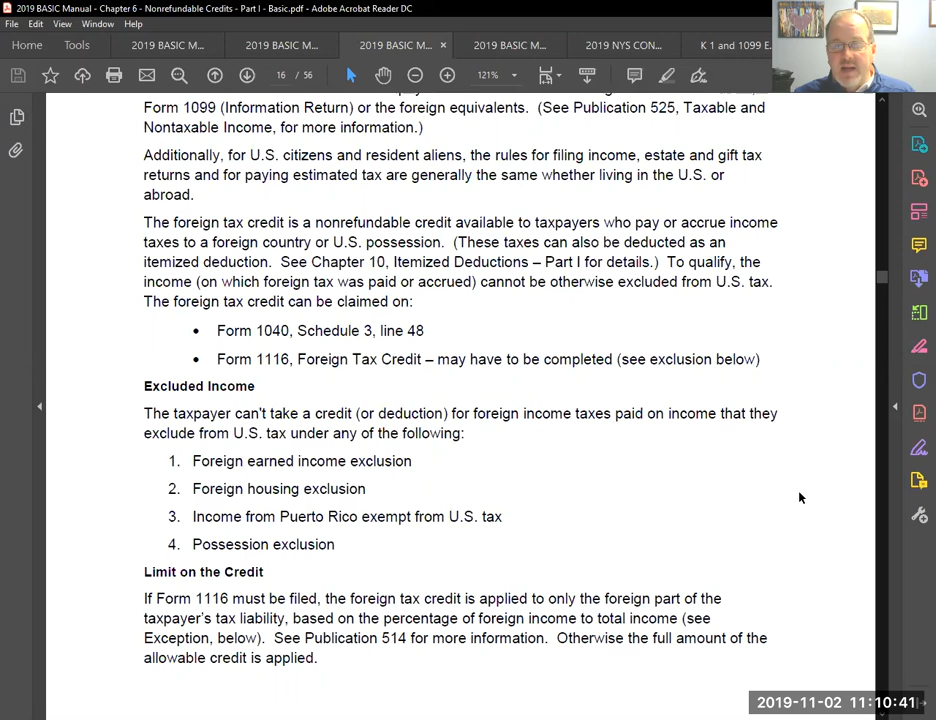 2019 BASIC Manual - Chapter 6 - Nonrefundable Credits - Part I - Basic.pdf - Adobe Acrobat Reader DC
File Edit View Window Help
Home Tools 2019 BASIC M... 2019 BASIC M... 2019 BASIC M... × 2019 BASIC M... 2019 NYS CON... K 1 and 1099 E.
16 / 56 121%
Form 1099 (Information Return) or the foreign equivalents. (See Publication 525, Taxable and
Nontaxable Income, for more information.)
Additionally, for U.S. citizens and resident aliens, the rules for filing income, estate and gift tax
returns and for paying estimated tax are generally the same whether living in the U.S. or
abroad.
The foreign tax credit is a nonrefundable credit available to taxpayers who pay or accrue income
taxes to a foreign country or U.S. possession. (These taxes can also be deducted as an
itemized deduction. See Chapter 10, Itemized Deductions – Part I for details.) To qualify, the
income (on which foreign tax was paid or accrued) cannot be otherwise excluded from U.S. tax.
The foreign tax credit can be claimed on:
• Form 1040, Schedule 3, line 48
• Form 1116, Foreign Tax Credit – may have to be completed (see exclusion below)
Excluded Income
The taxpayer can't take a credit (or deduction) for foreign income taxes paid on income that they
exclude from U.S. tax under any of the following:
1. Foreign earned income exclusion
2. Foreign housing exclusion
3. Income from Puerto Rico exempt from U.S. tax
4. Possession exclusion
Limit on the Credit
If Form 1116 must be filed, the foreign tax credit is applied to only the foreign part of the
taxpayer's tax liability, based on the percentage of foreign income to total income (see
Exception, below). See Publication 514 for more information. Otherwise the full amount of the
allowable credit is applied.
2019-11-02 11:10:41